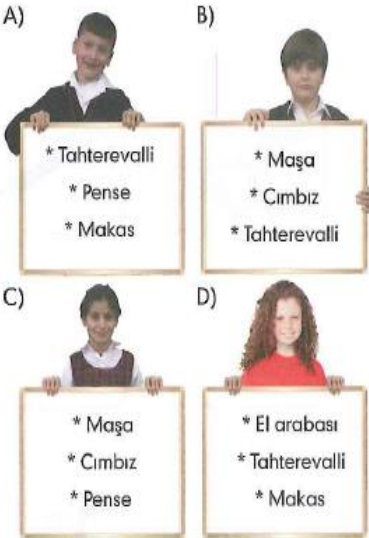 A)
* Tahterevalli
* Pense
* Makas
B)
* Maşa
* Cımbız
* Tahterevalli
C)
* Maşa
* Cımbız
* Pense
D)
* El arabası
* Tahterevalli
* Makas